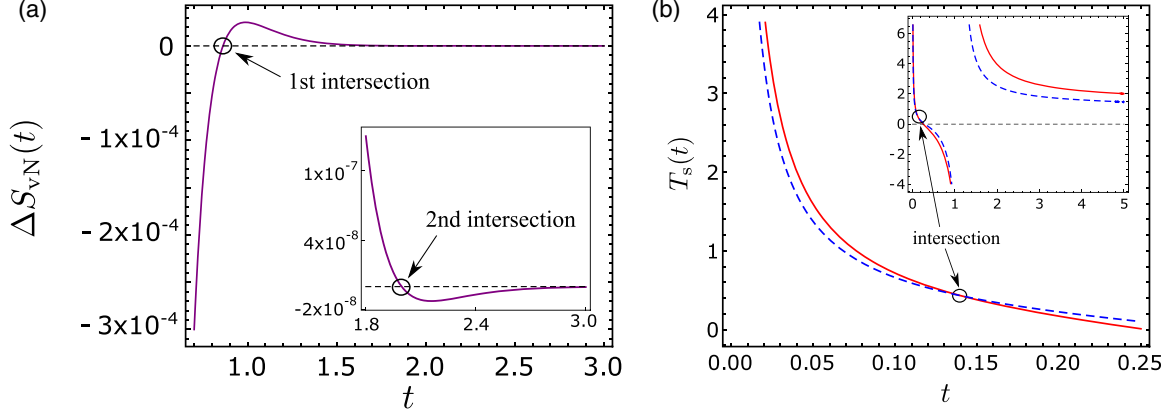 (a)
ΔS_vN(t)
0
-1x10⁻⁴
-2x10⁻⁴
-3x10⁻⁴
1st intersection
1x10⁻⁷
4x10⁻⁸
-2x10⁻⁸
2nd intersection
1.8 2.4 3.0
1.0 1.5 2.0 2.5 3.0
t
(b)
T_s(t)
4
3
2
1
0
6
4
2
0
-2
-4
0 1 2 3 4 5
intersection
0.00 0.05 0.10 0.15 0.20 0.25
t